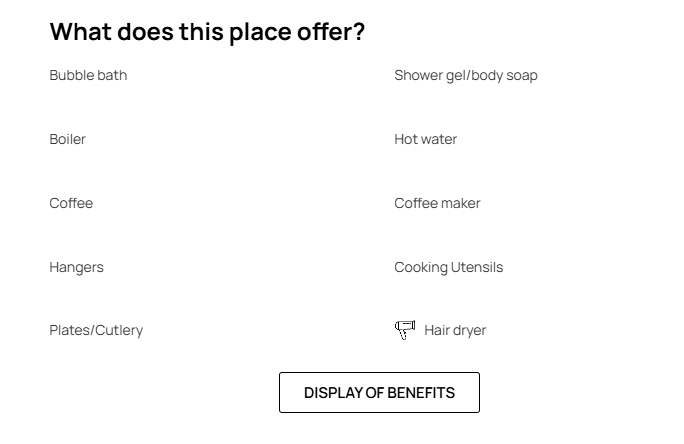 What does this place offer?
Bubble bath
Shower gel/body soap
Boiler
Hot water
Coffee
Coffee maker
Hangers
Cooking Utensils
Plates/Cutlery
Hair dryer
DISPLAY OF BENEFITS